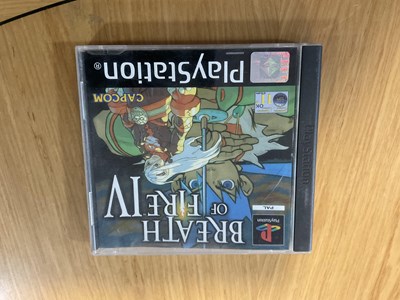 PlayStation®
CAPCOM
BREATH
OF FIRE IV
PAL
PlayStation